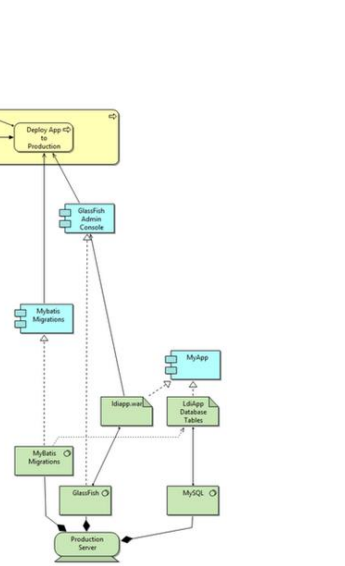 Deploy App
to
Production
GlassFish
Admin
Console
Mybatis
Migrations
MyApp
ldiapp.war
LdiApp
Database
Tables
MyBatis
Migrations
GlassFish
MySQL
Production
Server